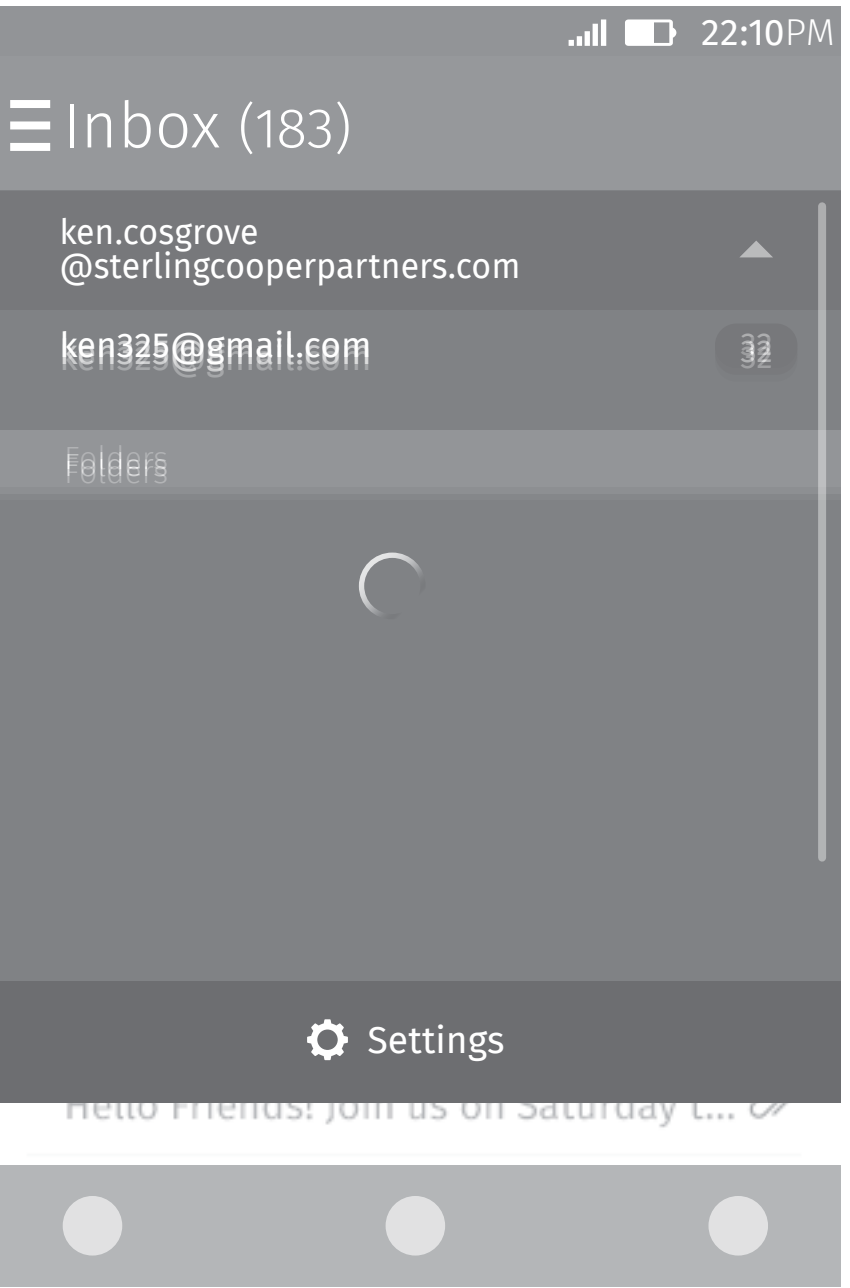 22:10PM
Inbox (183)
ken.cosgrove
@sterlingcooperpartners.com
ken325@gmail.com
32
Folders
Settings
Hello Friends! Join us on Saturday t...